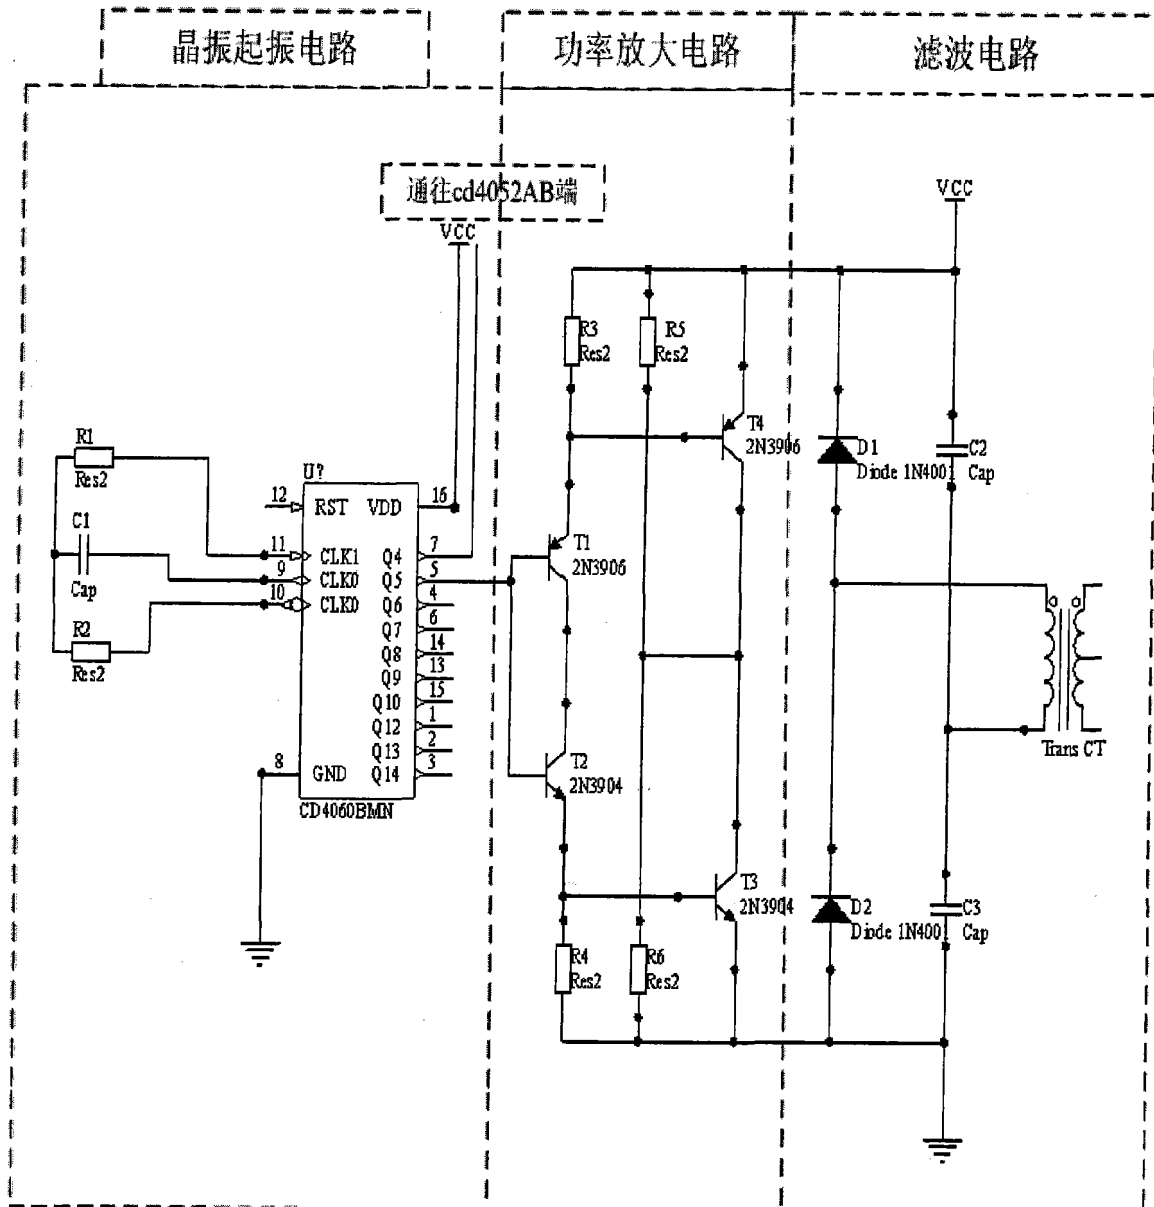 晶振起振电路
功率放大电路
滤波电路
通往cd4052AB端
VCC
VCC
R3
Res2
R5
Res2
T4
2N3906
D1
Diode 1N400
C2
Cap
R1
Res2
C1
Cap
R2
Res2
U?
12
RST
VDD
16
11
CLK1
Q4
7
9
CLK0
Q5
5
10
CLK0
Q6
4
Q7
6
Q8
14
Q9
13
Q10
15
Q12
1
Q13
2
8
GND
Q14
3
CD4060BMN
T1
2N3906
T2
2N3904
Trans CT
T3
2N3904
D2
Diode 1N400
C3
Cap
R4
Res2
R6
Res2